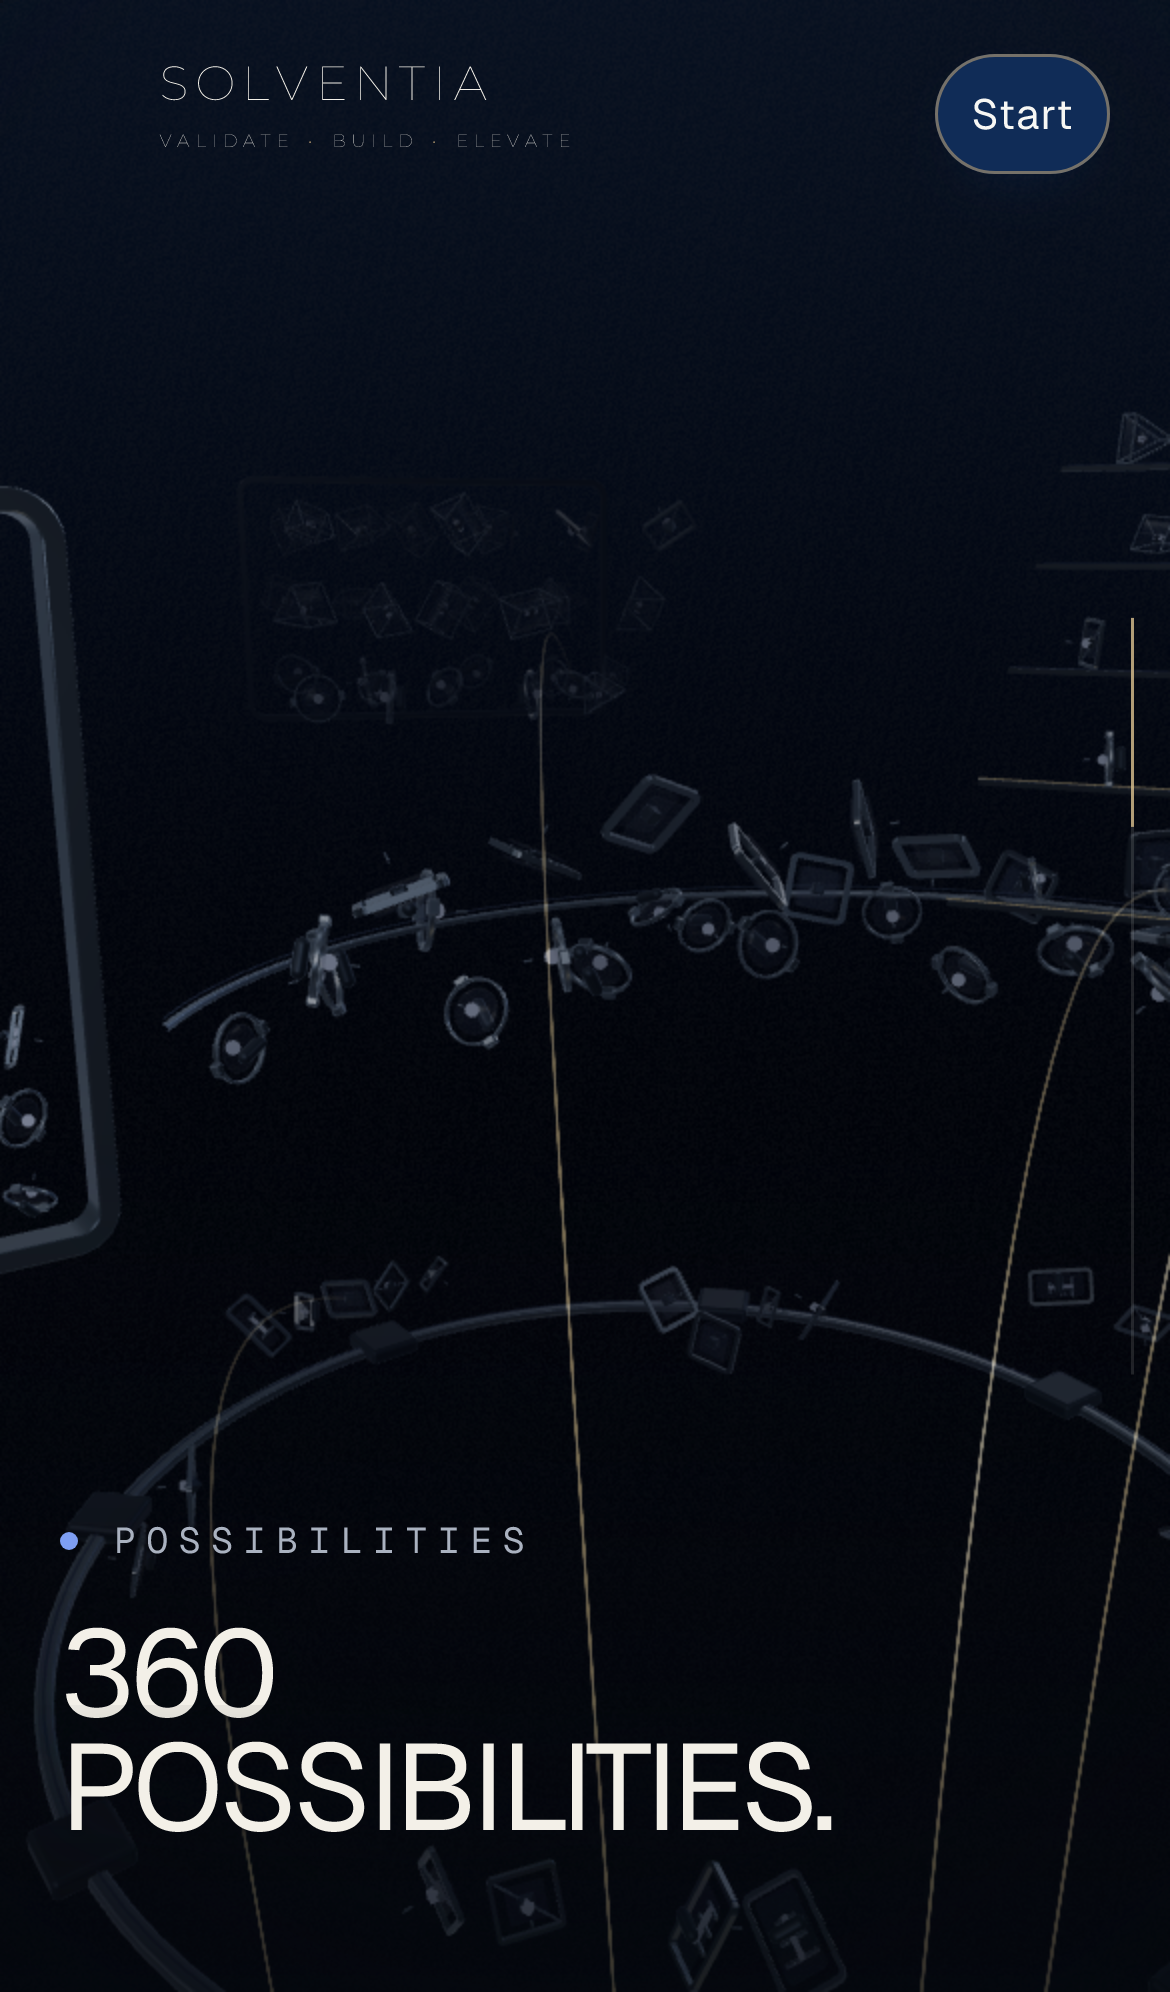 SOLVENTIA
VALIDATE · BUILD · ELEVATE
Start
POSSIBILITIES
360
POSSIBILITIES.